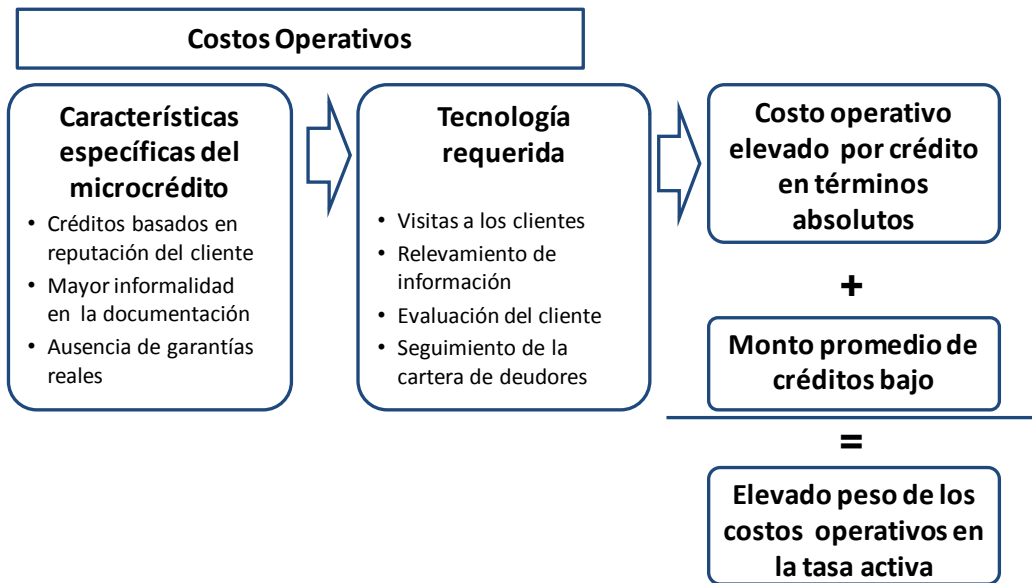 Costos Operativos
Características
específicas del
microcrédito
• Créditos basados en
reputación del cliente
• Mayor informalidad
en la documentación
• Ausencia de garantías
reales
Tecnología
requerida
• Visitas a los clientes
• Relevamiento de
información
• Evaluación del cliente
• Seguimiento de la
cartera de deudores
Costo operativo
elevado por crédito
en términos
absolutos
+
Monto promedio de
créditos bajo
=
Elevado peso de los
costos operativos en
la tasa activa